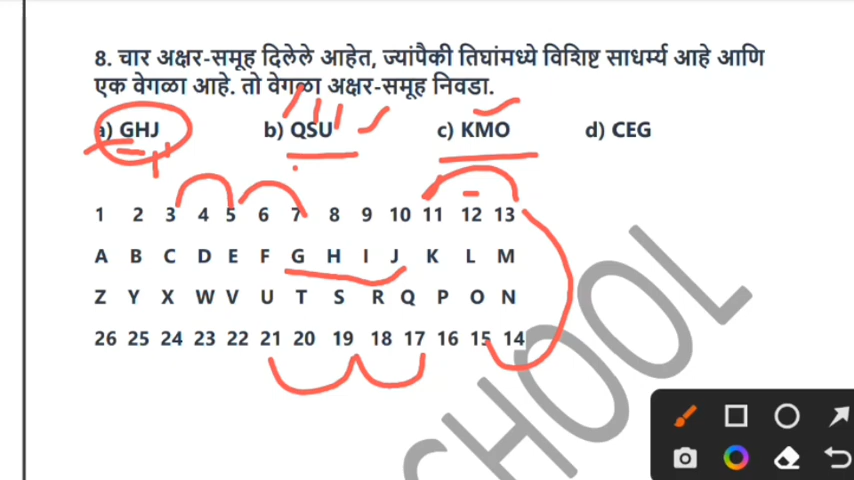 8. चार अक्षर-समूह दिलेले आहेत, ज्यांपैकी तिघांमध्ये विशिष्ट साधर्म्य आहे आणि
एक वेगळा आहे. तो वेगळा अक्षर-समूह निवडा.
a) GHJ b) QSU c) KMO d) CEG
1 2 3 4 5 6 7 8 9 10 11 12 13
A B C D E F G H I J K L M
Z Y X W V U T S R Q P O N
26 25 24 23 22 21 20 19 18 17 16 15 14
CHOOL